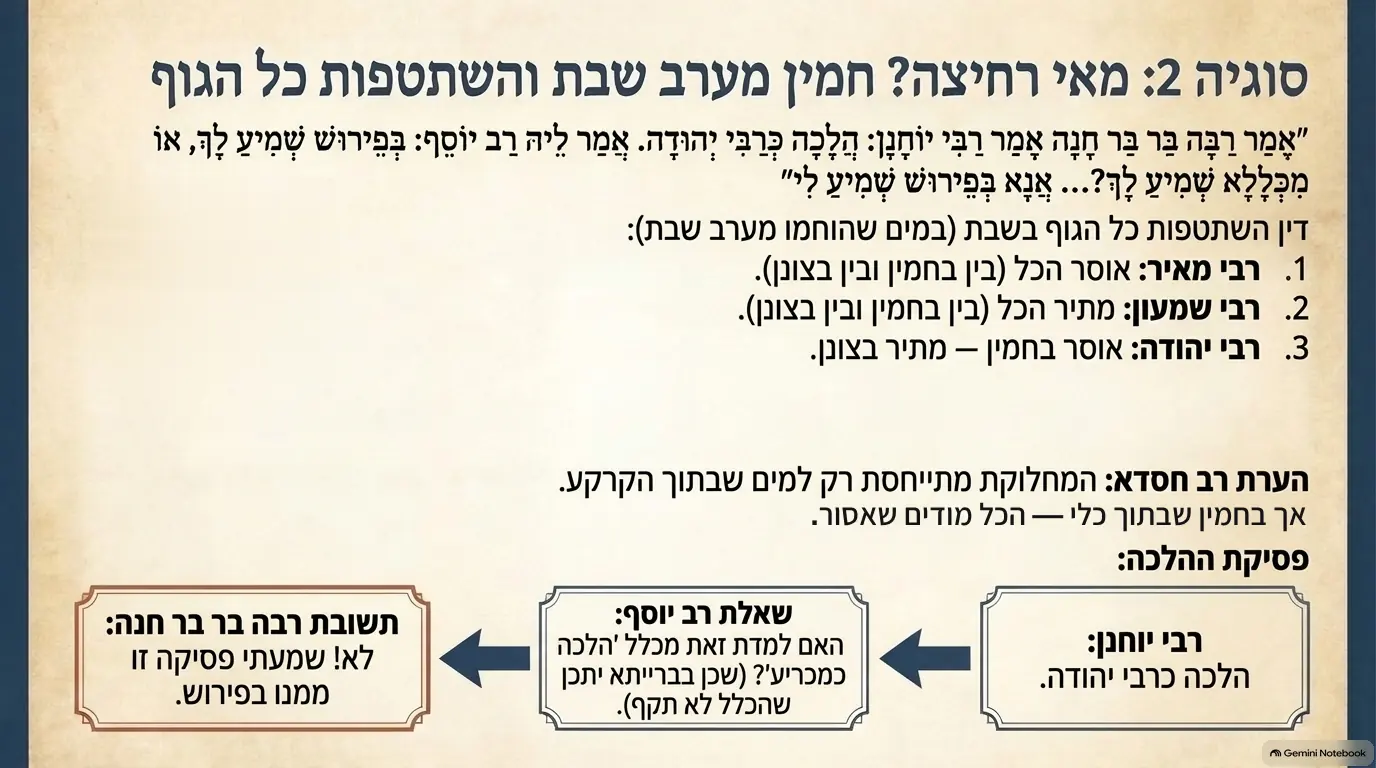 סוגיה 2: מאי רחיצה? חמין מערב שבת והשתטפות כל הגוף
"אֲמַר רַבָּה בַּר בַּר חָנָה אָמַר רַבִּי יוֹחָנָן: הֲלָכָה כְּרַבִּי יְהוּדָה. אֲמַר לֵיהּ רַב יוֹסֵף: בְּפֵירוּשׁ שְׁמִיעַ לָךְ, אוֹ
מִכְּלָלָא שְׁמִיעַ לָךְ?... אֲנָא בְּפֵירוּשׁ שְׁמִיעַ לִי"
דין השתטפות כל הגוף בשבת (במים שהוחמו מערב שבת):
1. רבי מאיר: אוסר הכל (בין בחמין ובין בצונן).
2. רבי שמעון: מתיר הכל (בין בחמין ובין בצונן).
3. רבי יהודה: אוסר בחמין – מתיר בצונן.
הערת רב חסדא: המחלוקת מתייחסת רק למים שבתוך הקרקע.
אך בחמין שבתוך כלי — הכל מודים שאסור.
פסיקת ההלכה:
רבי יוחנן:
הלכה כרבי יהודה.
שאלת רב יוסף:
האם למדת זאת מכלל 'הלכה
כמכריע'? (שכן בברייתא יתכן
שהכלל לא תקף).
תשובת רבה בר בר חנה:
לא! שמעתי פסיקה זו
ממנו בפירוש.
Gemini Notebook